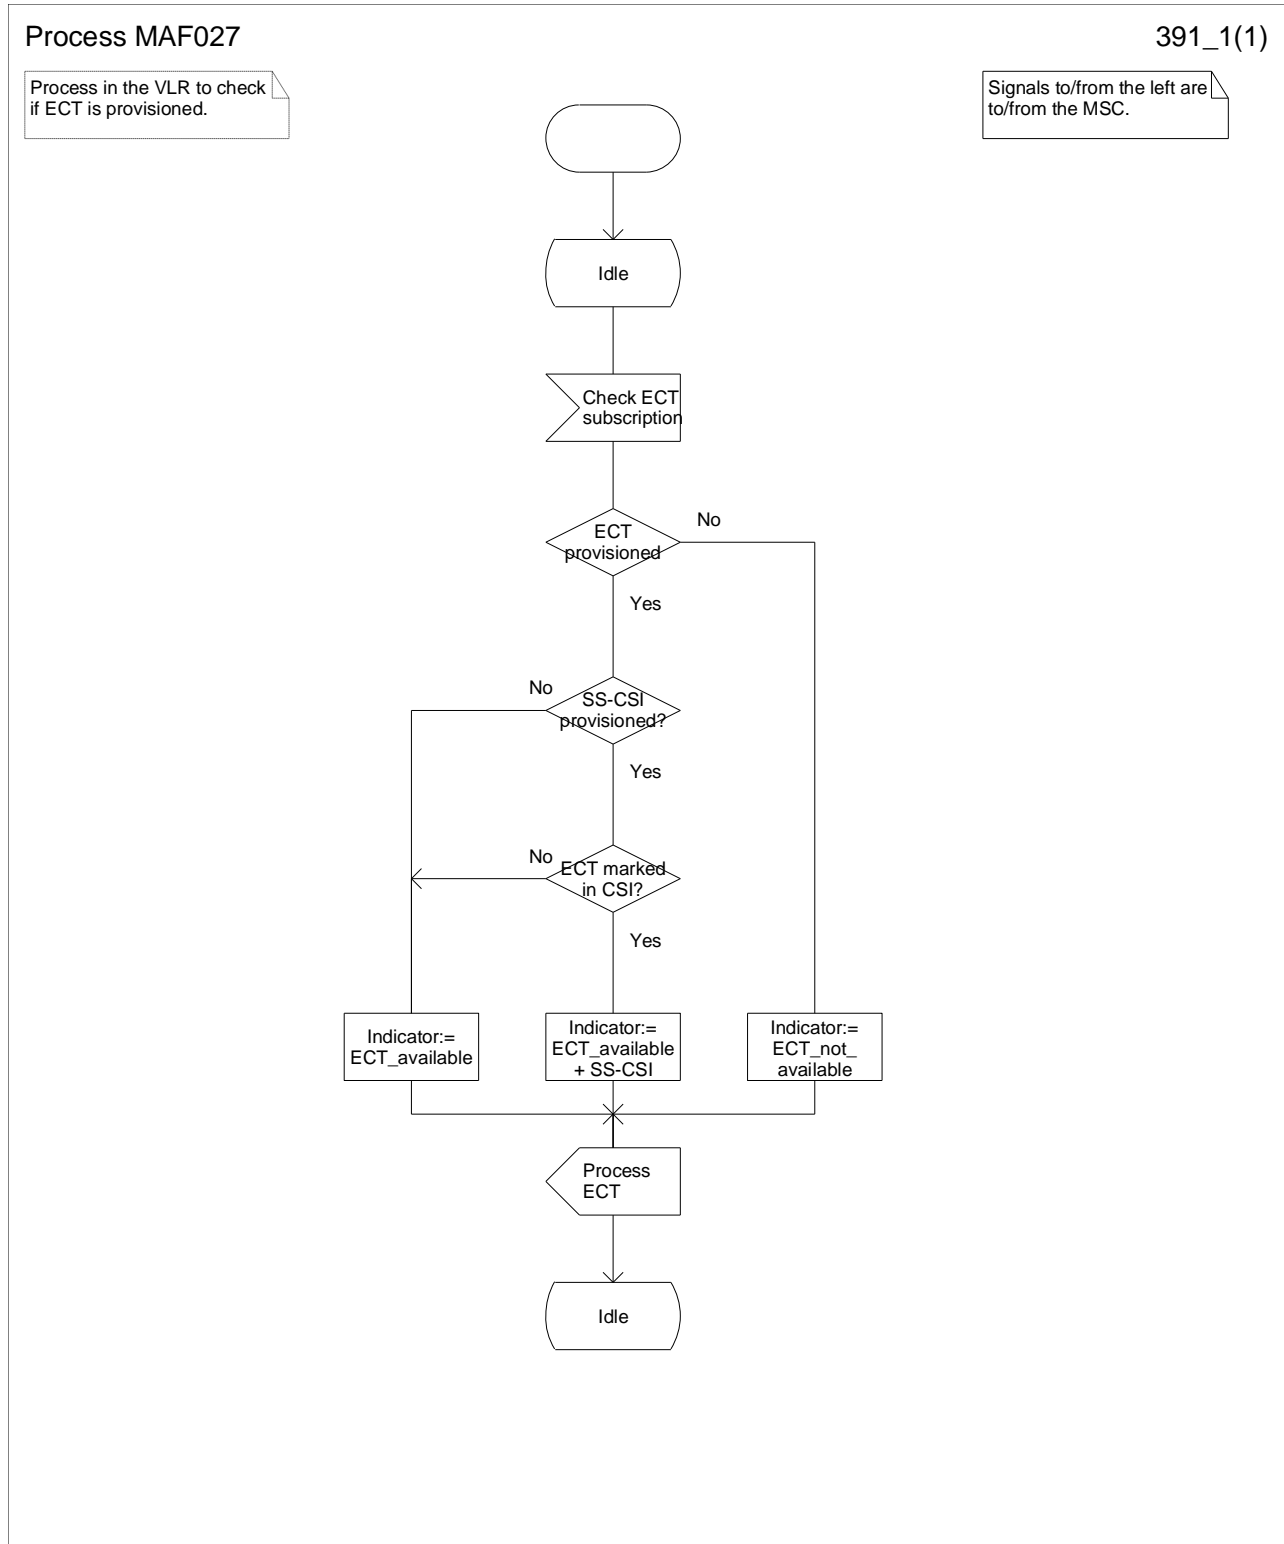 Process MAF027
391_1(1)
Process in the VLR to check
if ECT is provisioned.
Signals to/from the left are
to/from the MSC.
Idle
Check ECT
subscription
ECT
provisioned
No
Yes
No
SS-CSI
provisioned?
Yes
No
ECT marked
in CSI?
Yes
Indicator:=
ECT_available
Indicator:=
ECT_available
+ SS-CSI
Indicator:=
ECT_not_
available
Process
ECT
Idle